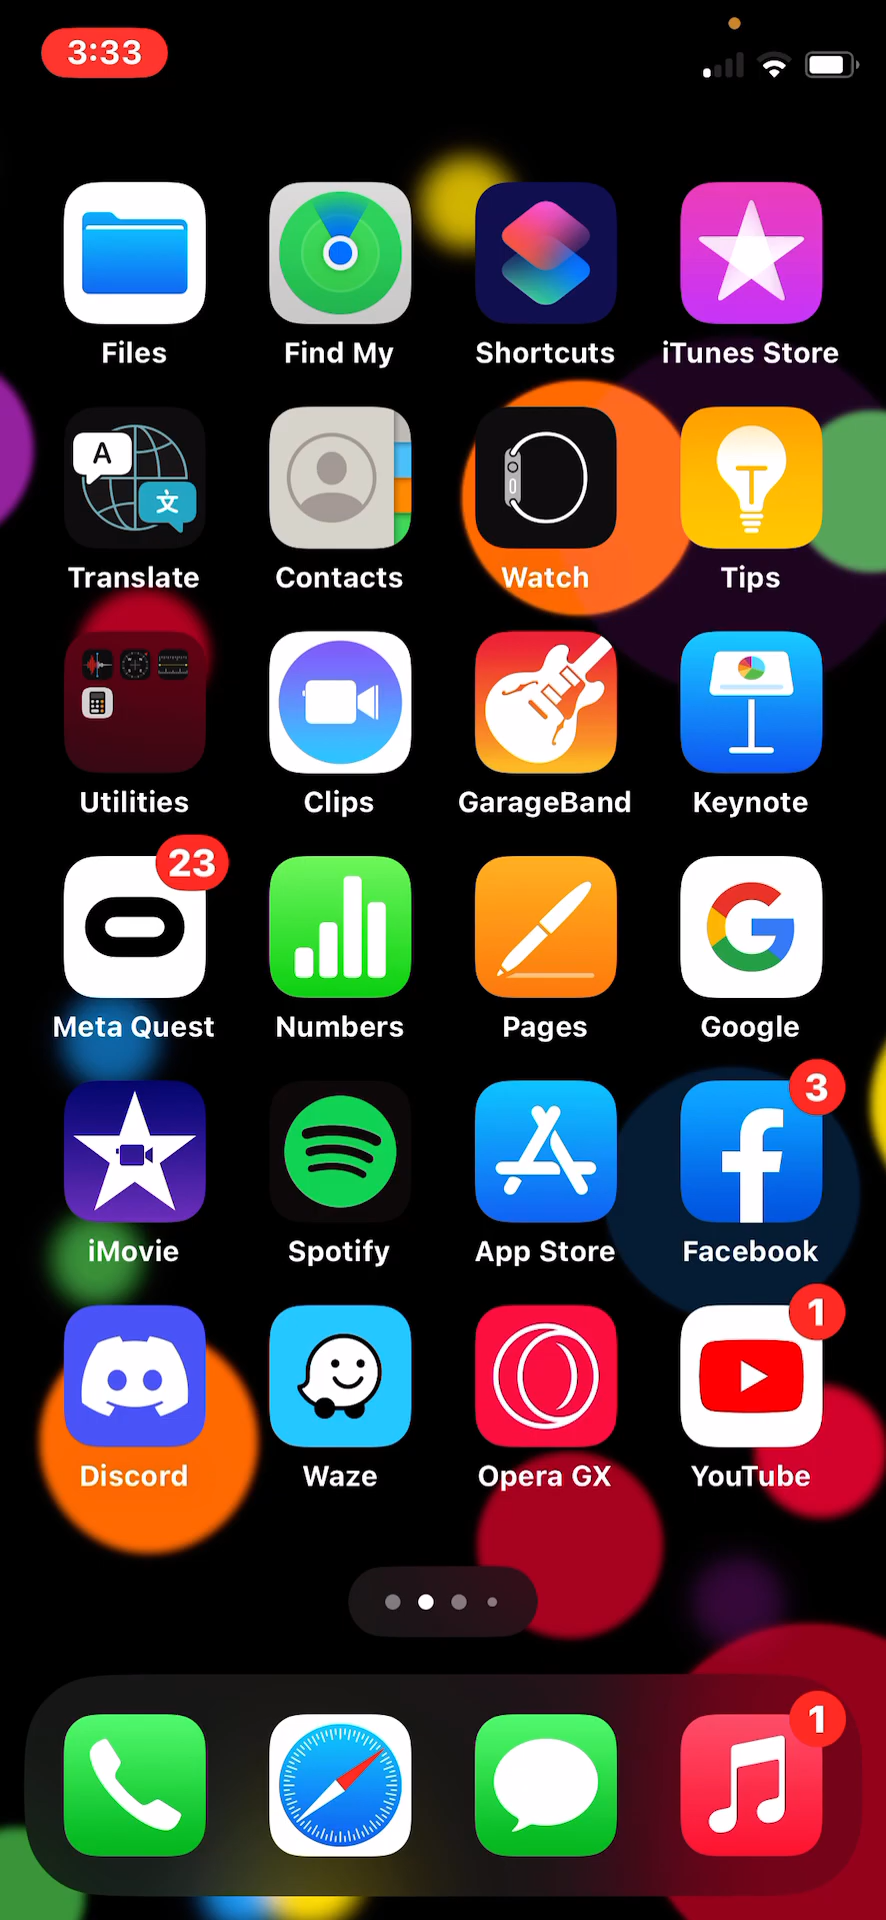 3:33
Files
Find My
Shortcuts
iTunes Store
A
文
Translate
Contacts
Watch
Tips
Utilities
Clips
GarageBand
Keynote
23
Meta Quest
Numbers
Pages
G
Google
3
iMovie
Spotify
App Store
f
Facebook
1
Discord
Waze
Opera GX
YouTube
1